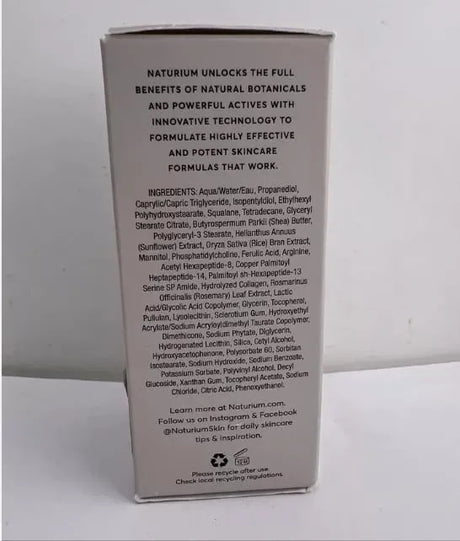 NATURIUM UNLOCKS THE FULL
BENEFITS OF NATURAL BOTANICALS
AND POWERFUL ACTIVES WITH
INNOVATIVE TECHNOLOGY TO
FORMULATE HIGHLY EFFECTIVE
AND POTENT SKINCARE
FORMULAS THAT WORK.
INGREDIENTS: Aqua/Water/Eau, Propanediol,
Caprylic/Capric Triglyceride, Isopentyldiol, Ethylhexyl
Polyhydroxystearate, Squalane, Tetradecane, Glyceryl
Stearate Citrate, Butyrospermum Parkii (Shea) Butter,
Polyglyceryl-3 Stearate, Helianthus Annuus
(Sunflower) Extract, Oryza Sativa (Rice) Bran Extract,
Mannitol, Phosphatidylcholine, Ferulic Acid, Arginine,
Acetyl Hexapeptide-8, Copper Palmitoyl
Heptapeptide-14, Palmitoyl sh-Hexapeptide-13
Serine SP Amide, Hydrolyzed Collagen, Rosmarinus
Officinalis (Rosemary) Leaf Extract, Lactic
Acid/Glycolic Acid Copolymer, Glycerin, Tocopherol,
Pullulan, Lysolecithin, Sclerotium Gum, Hydroxyethyl
Acrylate/Sodium Acryloyldimethyl Taurate Copolymer,
Dimethicone, Sodium Phytate, Diglycerin,
Hydrogenated Lecithin, Silica, Cetyl Alcohol,
Hydroxyacetophenone, Polysorbate 60, Sorbitan
Isostearate, Sodium Hydroxide, Sodium Benzoate,
Potassium Sorbate, Polyvinyl Alcohol, Decyl
Glucoside, Xanthan Gum, Tocopheryl Acetate, Sodium
Chloride, Citric Acid, Phenoxyethanol.
Learn more at Naturium.com.
Follow us on Instagram & Facebook
@NaturiumSkin for daily skincare
tips & inspiration.
Please recycle after use.
Check local recycling regulations.